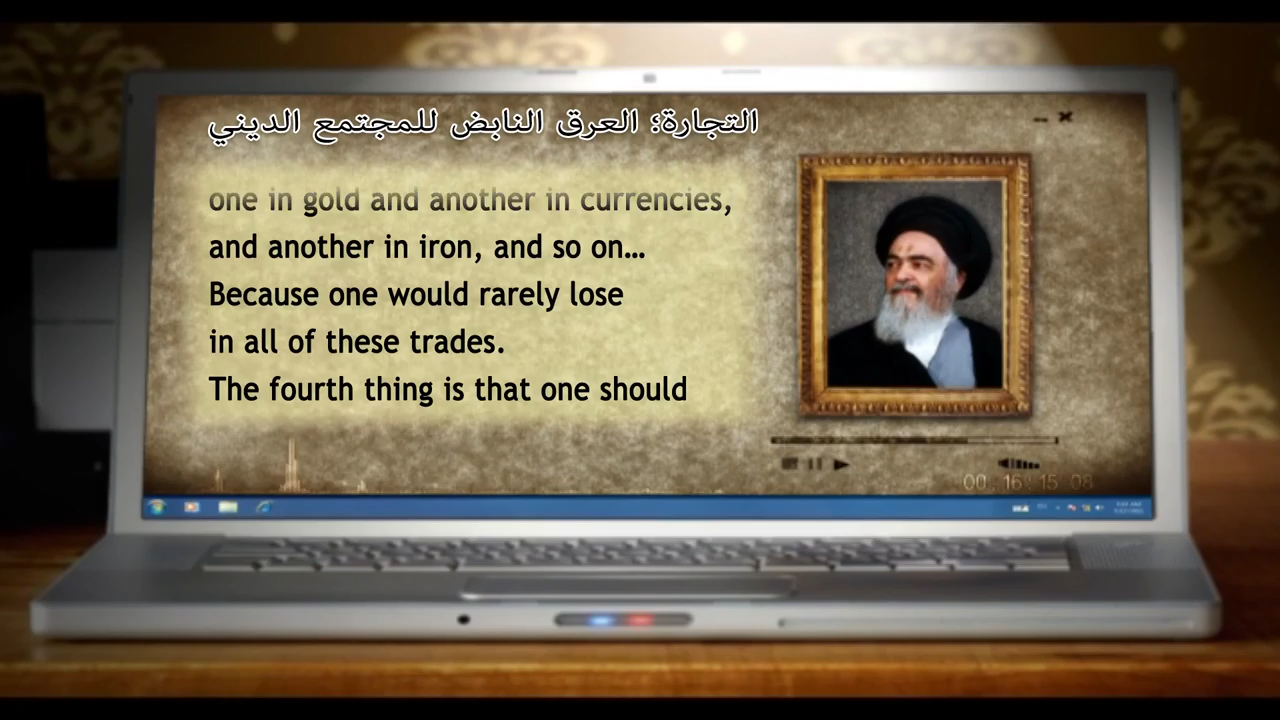 التجارة؛ العرق النابض للمجتمع الديني
one in gold and another in currencies,
and another in iron, and so on...
Because one would rarely lose
in all of these trades.
The fourth thing is that one should
00:16:15.08